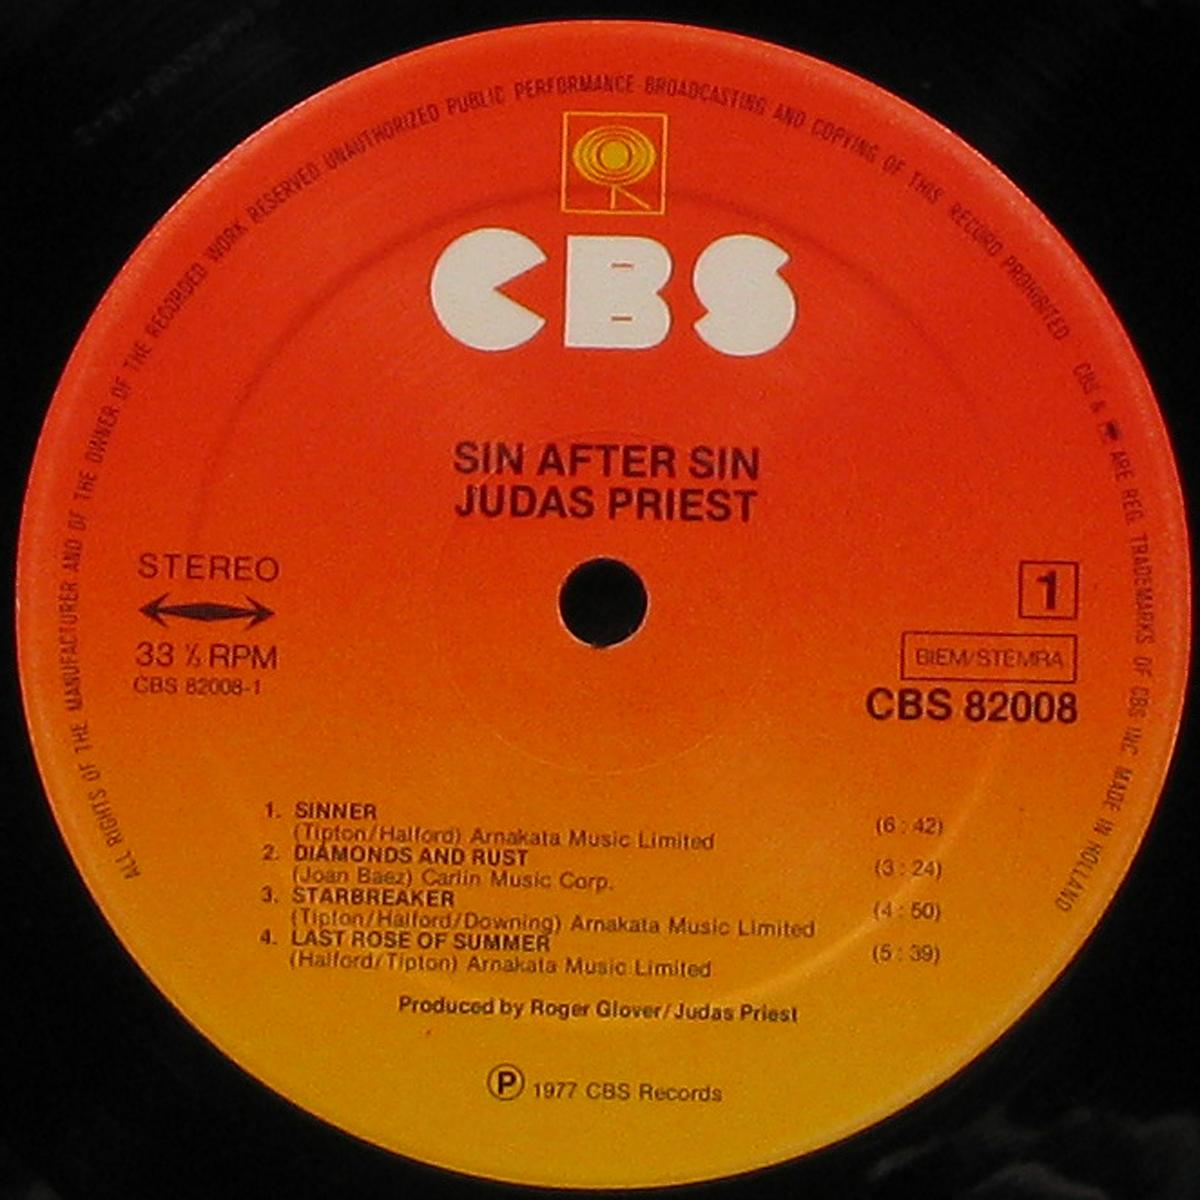 ALL RIGHTS OF THE MANUFACTURER AND OF THE OWNER OF THE RECORDED WORK RESERVED UNAUTHORIZED PUBLIC PERFORMANCE BROADCASTING AND COPYING OF THIS RECORD PROHIBITED CBS & ARE REG. TRADEMARKS OF CBS INC MADE IN HOLLAND
CBS
SIN AFTER SIN
JUDAS PRIEST
STEREO
33 ⅓ RPM
CBS 82008-1
1
BIEM/STEMRA
CBS 82008
1. SINNER (6 : 42)
(Tipton/Halford) Arnakata Music Limited
2. DIAMONDS AND RUST (3 : 24)
(Joan Baez) Carlin Music Corp.
3. STARBREAKER (4 : 50)
(Tipton/Halford/Downing) Arnakata Music Limited
4. LAST ROSE OF SUMMER (5 : 39)
(Halford/Tipton) Arnakata Music Limited
Produced by Roger Glover/Judas Priest
Ⓟ 1977 CBS Records